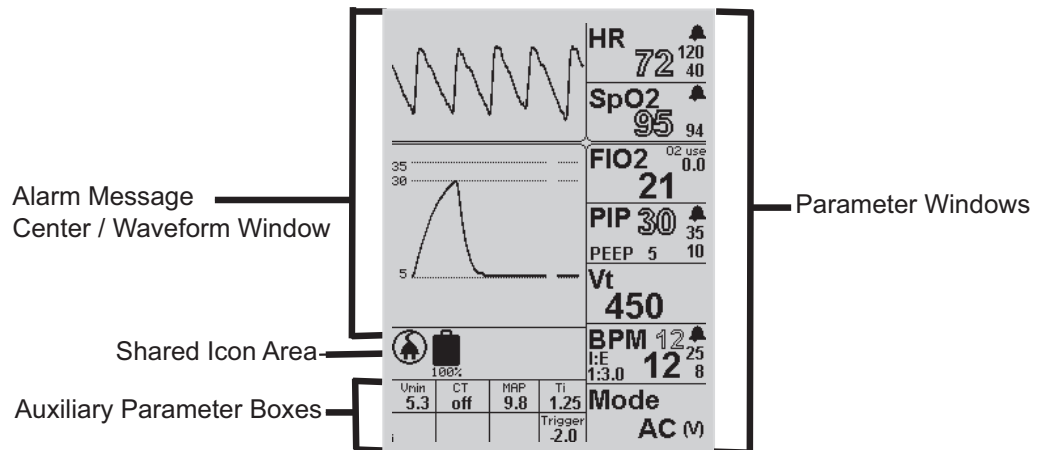 Alarm Message
Center / Waveform Window
Shared Icon Area
Auxiliary Parameter Boxes
35
30
5
100%
Vmin
5.3
CT
off
MAP
9.8
Ti
1.25
Trigger
-2.0
HR
72
120
40
SpO2
95
94
FIO2
O2 use
0.0
21
PIP 30
35
PEEP 5 10
Vt
450
BPM 12
25
I:E
1:3.0
12
8
Mode
AC (V)
Parameter Windows